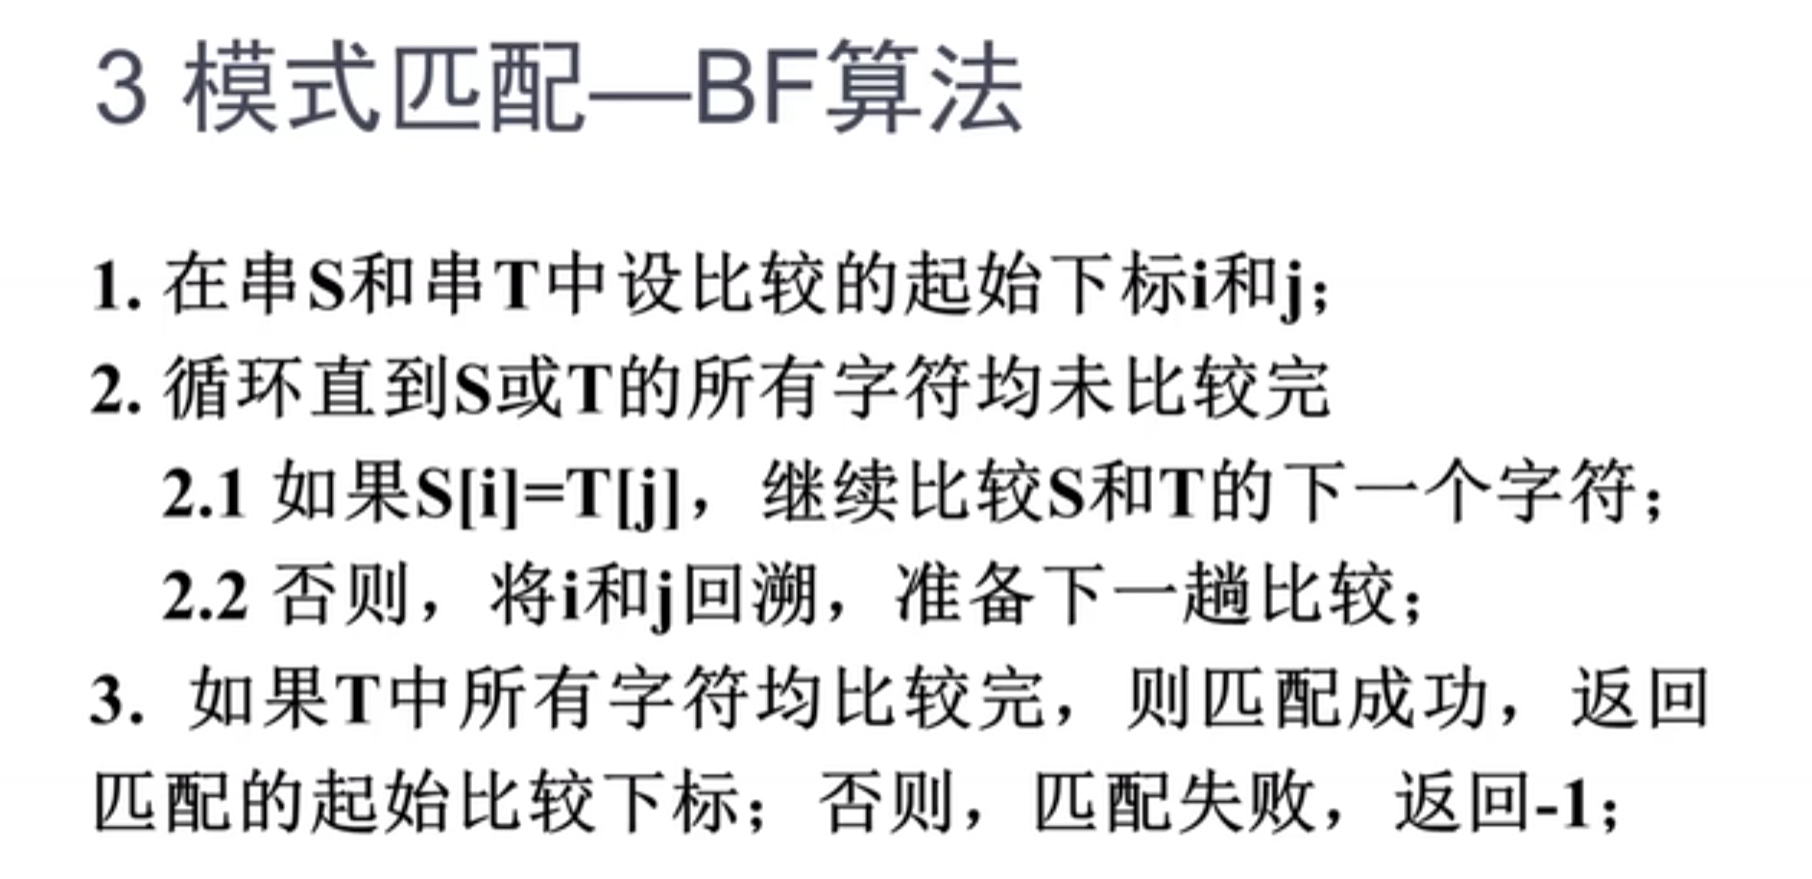 3 模式匹配—BF算法
1. 在串S和串T中设比较的起始下标i和j；
2. 循环直到S或T的所有字符均未比较完
2.1 如果S[i]=T[j]，继续比较S和T的下一个字符；
2.2 否则，将i和j回溯，准备下一趟比较；
3. 如果T中所有字符均比较完，则匹配成功，返回
匹配的起始比较下标；否则，匹配失败，返回-1；